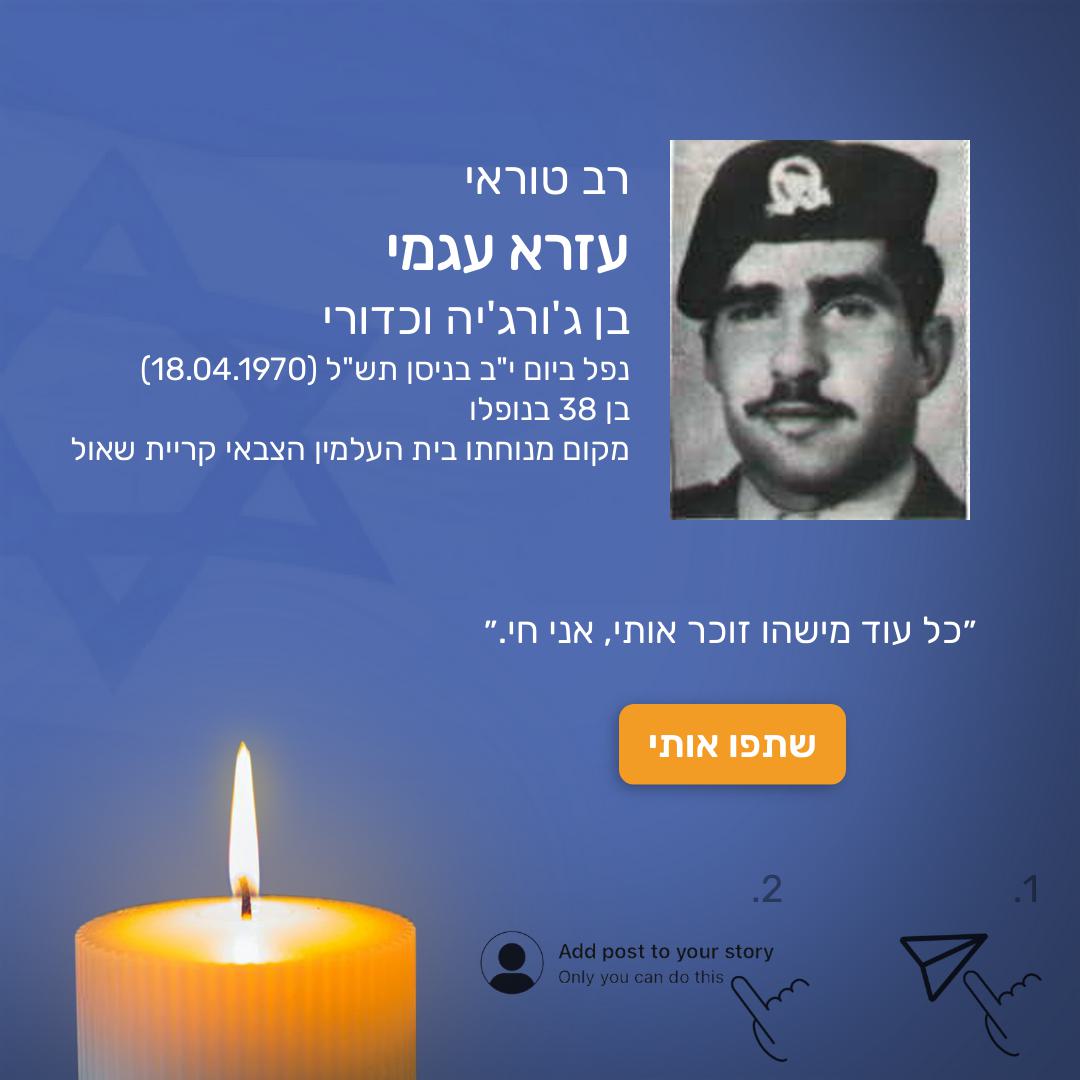 רב טוראי
עזרא עגמי
בן ג'ורג'יה וכדורי
נפל ביום י"ב בניסן תש"ל (18.04.1970)
בן 38 בנופלו
מקום מנוחתו בית העלמין הצבאי קריית שאול
״כל עוד מישהו זוכר אותי, אני חי.״
שתפו אותי
1.
2.
Add post to your story
Only you can do this